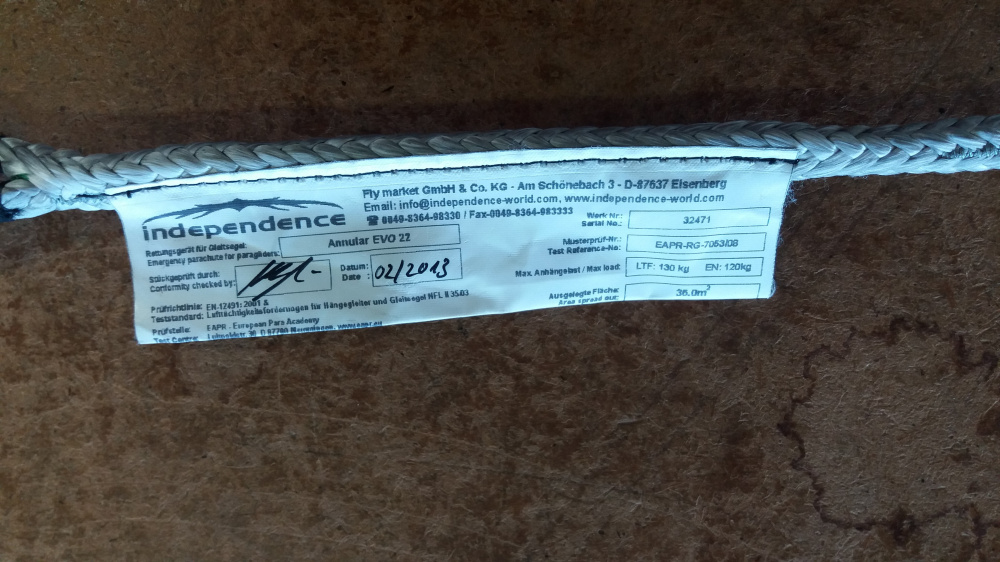 Fly market GmbH & Co. KG - Am Schönebach 3 - D-87637 Eisenberg
Email: info@independence-world.com, www.independence-world.com
☎ 0049-8364-98330 / Fax-0049-8364-983333
independence
Rettungsgerät für Gleitsegel:
Emergency parachute for paragliders:
Annular EVO 22
Stückgeprüft durch:
Conformity checked by:
Datum:
Date :
02/2013
Prüfrichtlinie: EN-12491: 2001 &
Teststandard: Lufttüchtigkeitsforderungen für Hängegleiter und Gleitsegel NFL II 35/03
Prüfstelle: EAPR - European Para Academy
Test Centre:
Werk Nr.:
Serial No.:
32471
Musterprüf-Nr.:
Test Reference-No:
EAPR-RG-7053/08
Max. Anhängelast / Max load:
LTF: 130 kg EN: 120kg
Ausgelegte Fläche:
Area spread out:
36.0m²